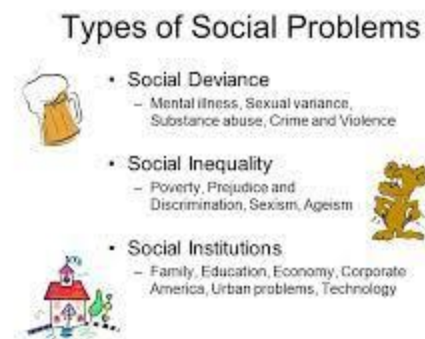 Types of Social Problems
• Social Deviance
– Mental illness, Sexual variance,
Substance abuse, Crime and Violence
• Social Inequality
– Poverty, Prejudice and
Discrimination, Sexism, Ageism
• Social Institutions
– Family, Education, Economy, Corporate
America, Urban problems, Technology